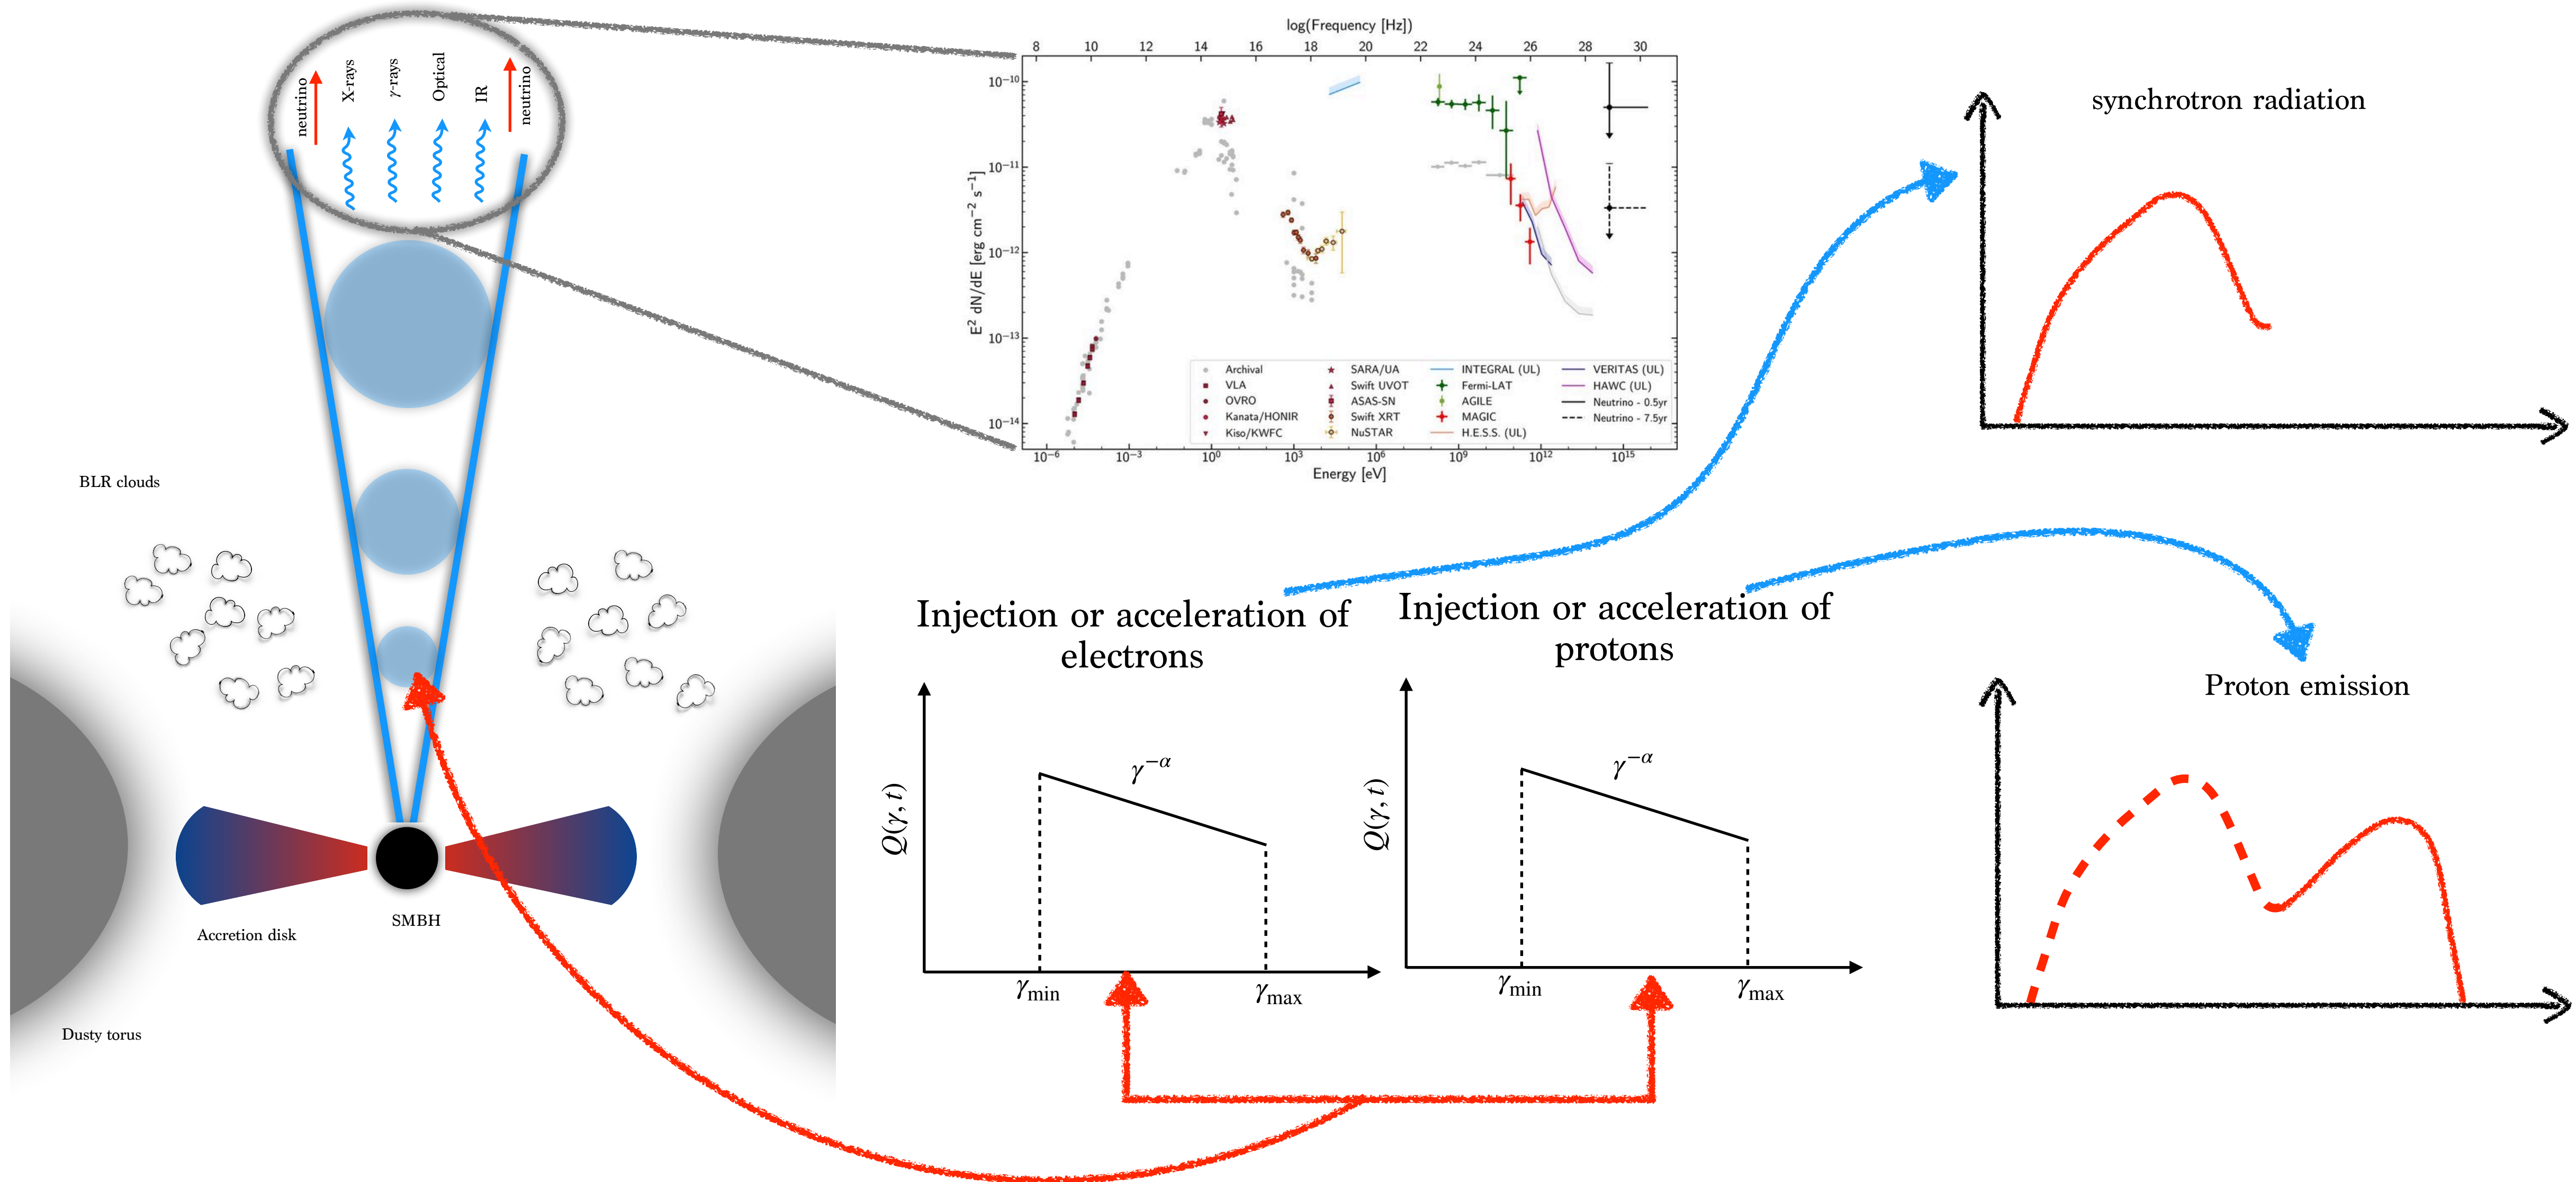 neutrino
X-rays
γ-rays
Optical
IR
neutrino
BLR clouds
Accretion disk
SMBH
Dusty torus
log(Frequency [Hz])
8 10 12 14 16 18 20 22 24 26 28 30
E² dN/dE [erg cm⁻² s⁻¹]
10⁻¹⁰
10⁻¹¹
10⁻¹²
10⁻¹³
10⁻¹⁴
Archival
VLA
OVRO
Kanata/HONIR
Kiso/KWFC
SARA/UA
Swift UVOT
ASAS-SN
Swift XRT
NuSTAR
INTEGRAL (UL)
Fermi-LAT
AGILE
MAGIC
H.E.S.S. (UL)
VERITAS (UL)
HAWC (UL)
Neutrino - 0.5yr
Neutrino - 7.5yr
10⁻⁶ 10⁻³ 10⁰ 10³ 10⁶ 10⁹ 10¹² 10¹⁵
Energy [eV]
synchrotron radiation
Injection or acceleration of
electrons
Q(γ, t)
γ⁻ᵅ
γmin
γmax
Injection or acceleration of
protons
Q(γ, t)
γ⁻ᵅ
γmin
γmax
Proton emission